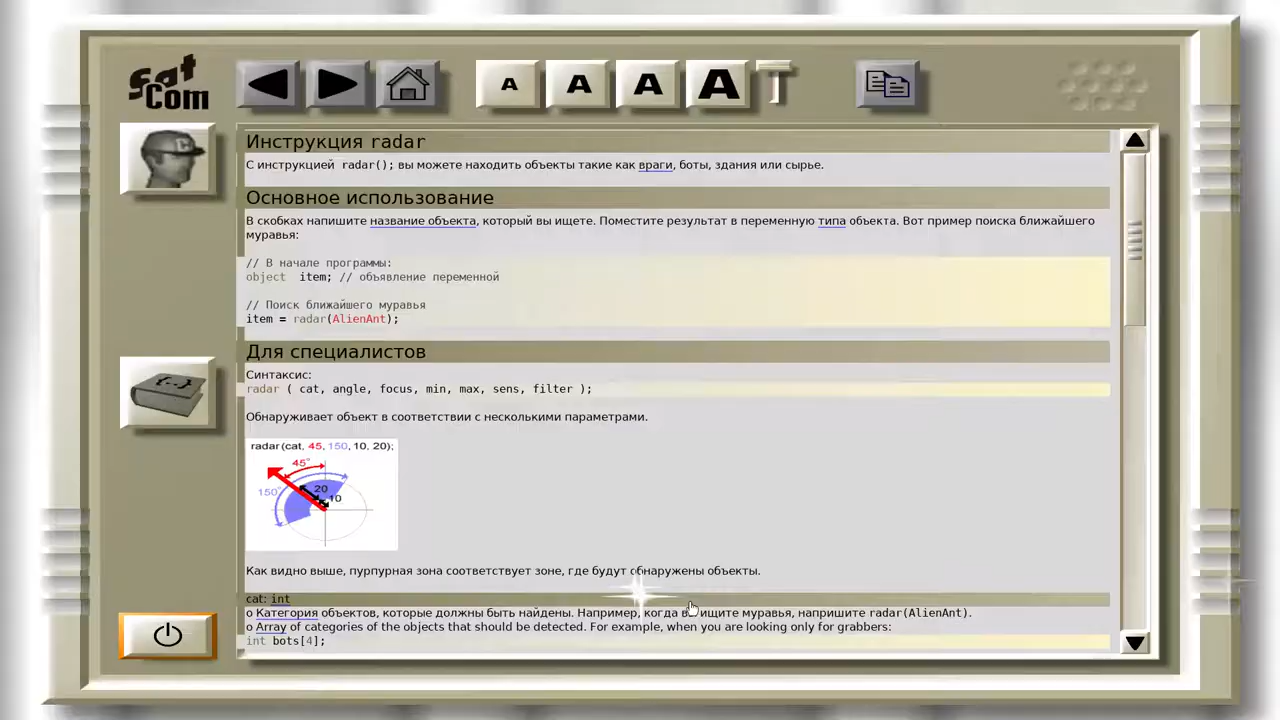 Sat
Com
A A A A T
Инструкция radar
С инструкцией radar(); вы можете находить объекты такие как враги, боты, здания или сырье.
Основное использование
В скобках напишите название объекта, который вы ищете. Поместите результат в переменную типа объекта. Вот пример поиска ближайшего
муравья:
// В начале программы:
object item; // объявление переменной
// Поиск ближайшего муравья
item = radar(AlienAnt);
Для специалистов
Синтаксис:
radar ( cat, angle, focus, min, max, sens, filter );
{..}
Обнаруживает объект в соответствии с несколькими параметрами.
radar(cat, 45, 150, 10, 20);
45°
150°
20
10
Как видно выше, пурпурная зона соответствует зоне, где будут обнаружены объекты.
cat: int
o Категория объектов, которые должны быть найдены. Например, когда вы ищите муравья, напришите radar(AlienAnt).
o Array of categories of the objects that should be detected. For example, when you are looking only for grabbers:
int bots[4];